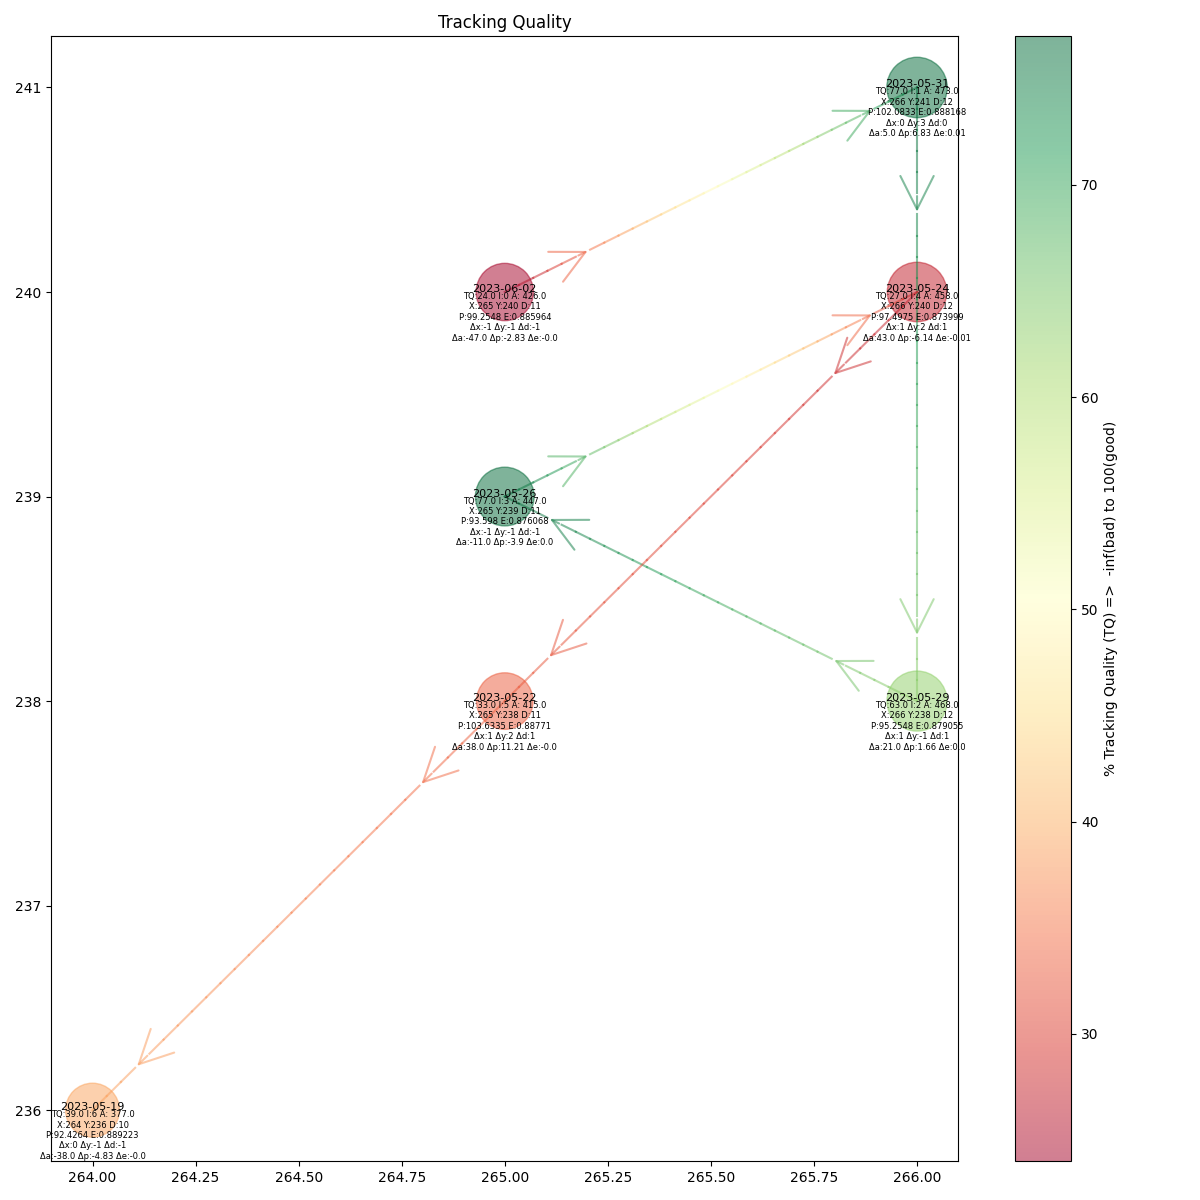 Tracking Quality
241
240
239
238
237
236
2023-05-31
TQ:77.0 I:1 A: 473.0
X:266 Y:241 D:12
P:102.0833 E:0.888168
Δx:0 Δy:3 Δd:0
Δa:5.0 Δp:6.83 Δe:0.01
2023-06-02
TQ:24.0 I:0 A: 426.0
X:265 Y:240 D:11
P:99.2548 E:0.885964
Δx:-1 Δy:-1 Δd:-1
Δa:-47.0 Δp:-2.83 Δe:-0.0
2023-05-24
TQ:27.0 I:4 A: 458.0
X:266 Y:240 D:12
P:97.4975 E:0.873999
Δx:1 Δy:2 Δd:1
Δa:43.0 Δp:-6.14 Δe:-0.01
2023-05-26
TQ:77.0 I:3 A: 447.0
X:265 Y:239 D:11
P:93.598 E:0.876068
Δx:-1 Δy:-1 Δd:-1
Δa:-11.0 Δp:-3.9 Δe:0.0
2023-05-22
TQ:33.0 I:5 A: 415.0
X:265 Y:238 D:11
P:103.6335 E:0.88771
Δx:1 Δy:2 Δd:1
Δa:38.0 Δp:11.21 Δe:-0.0
2023-05-29
TQ:63.0 I:2 A: 468.0
X:266 Y:238 D:12
P:95.2548 E:0.879055
Δx:1 Δy:-1 Δd:1
Δa:21.0 Δp:1.66 Δe:0.0
2023-05-19
TQ:39.0 I:6 A: 377.0
X:264 Y:236 D:10
P:92.4264 E:0.889223
Δx:0 Δy:-1 Δd:-1
Δa:-38.0 Δp:-4.83 Δe:-0.0
264.00 264.25 264.50 264.75 265.00 265.25 265.50 265.75 266.00
70
60
50
40
30
% Tracking Quality (TQ) => -inf(bad) to 100(good)